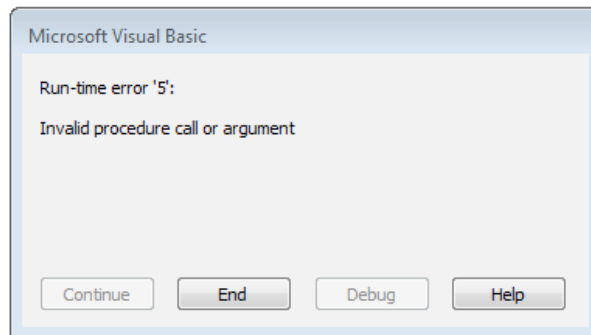 Microsoft Visual Basic
Run-time error '5':
Invalid procedure call or argument
Continue End Debug Help